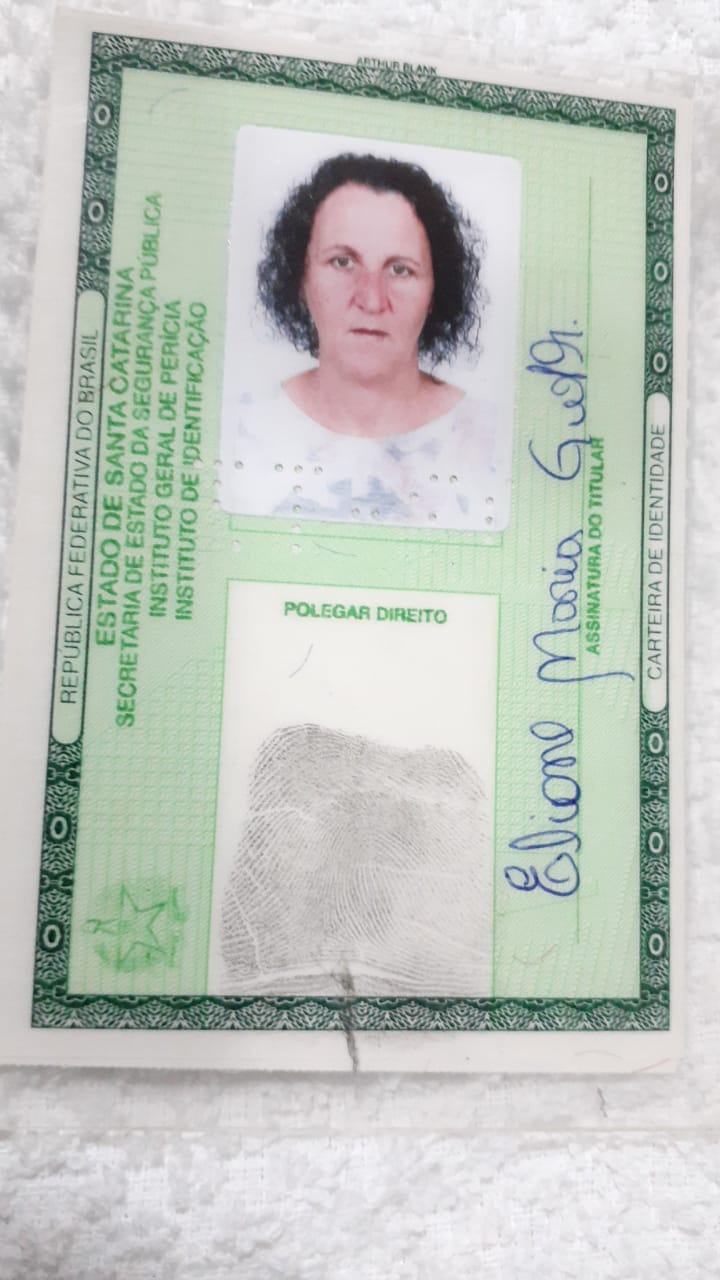 ARTHUR BLANK
REPÚBLICA FEDERATIVA DO BRASIL
ESTADO DE SANTA CATARINA
SECRETARIA DE ESTADO DA SEGURANÇA PÚBLICA
INSTITUTO GERAL DE PERÍCIA
INSTITUTO DE IDENTIFICAÇÃO
POLEGAR DIREITO
Eliane Maria
ASSINATURA DO TITULAR
CARTEIRA DE IDENTIDADE